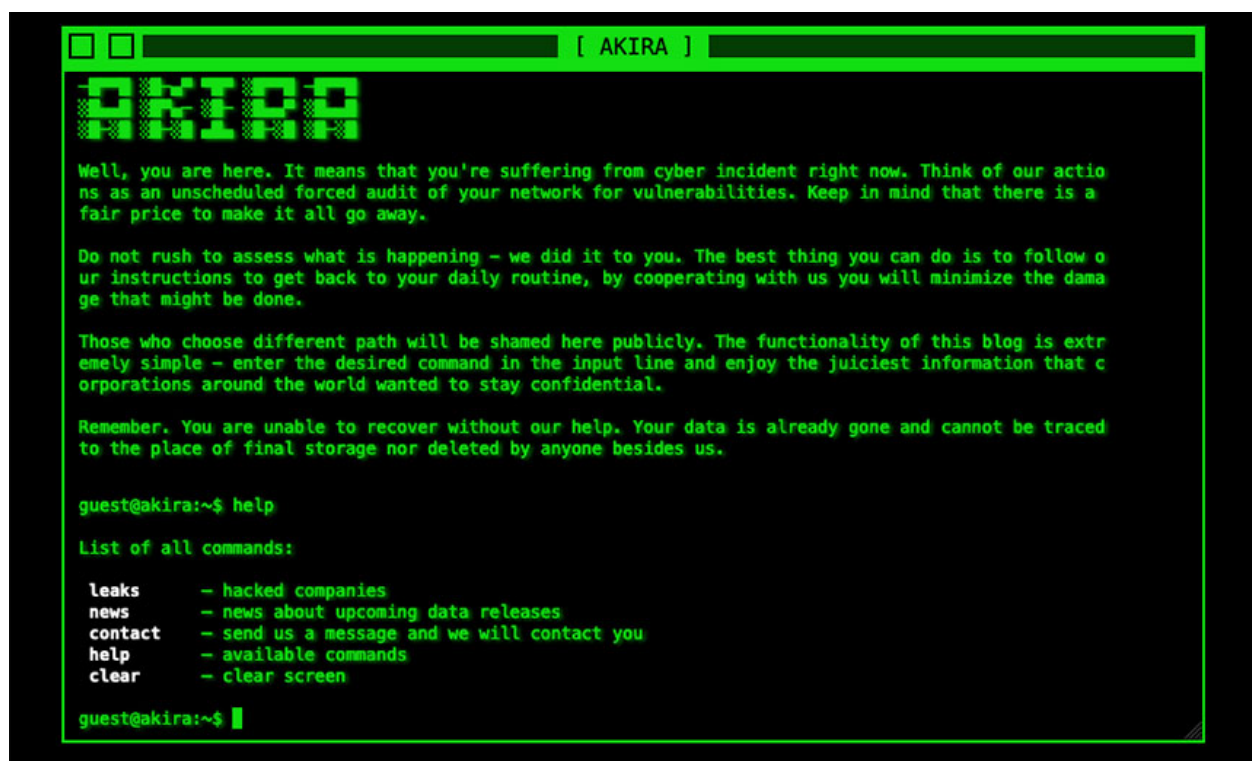 [ AKIRA ]
AKIRA
Well, you are here. It means that you're suffering from cyber incident right now. Think of our actio
ns as an unscheduled forced audit of your network for vulnerabilities. Keep in mind that there is a
fair price to make it all go away.
Do not rush to assess what is happening – we did it to you. The best thing you can do is to follow o
ur instructions to get back to your daily routine, by cooperating with us you will minimize the dama
ge that might be done.
Those who choose different path will be shamed here publicly. The functionality of this blog is extr
emely simple – enter the desired command in the input line and enjoy the juiciest information that c
orporations around the world wanted to stay confidential.
Remember. You are unable to recover without our help. Your data is already gone and cannot be traced
to the place of final storage nor deleted by anyone besides us.
guest@akira:~$ help
List of all commands:
leaks – hacked companies
news – news about upcoming data releases
contact – send us a message and we will contact you
help – available commands
clear – clear screen
guest@akira:~$